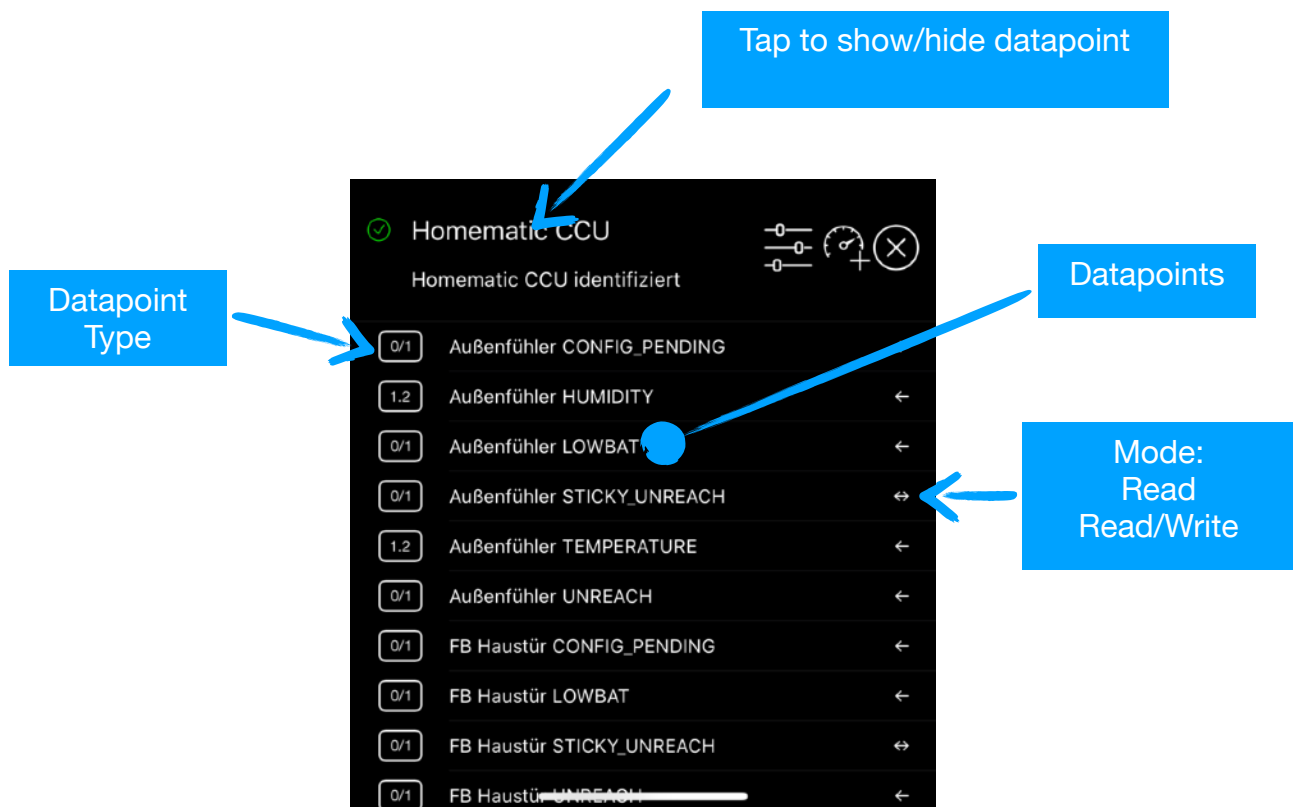 Tap to show/hide datapoint
Homematic CCU
Homematic CCU identifiziert
Datapoints
Datapoint
Type
0/1 Außenfühler CONFIG_PENDING
1.2 Außenfühler HUMIDITY ←
0/1 Außenfühler LOWBAT ←
Mode:
Read
Read/Write
0/1 Außenfühler STICKY_UNREACH ↔
1.2 Außenfühler TEMPERATURE ←
0/1 Außenfühler UNREACH ←
0/1 FB Haustür CONFIG_PENDING ←
0/1 FB Haustür LOWBAT ←
0/1 FB Haustür STICKY_UNREACH ↔
0/1 FB Haustür UNREACH ←